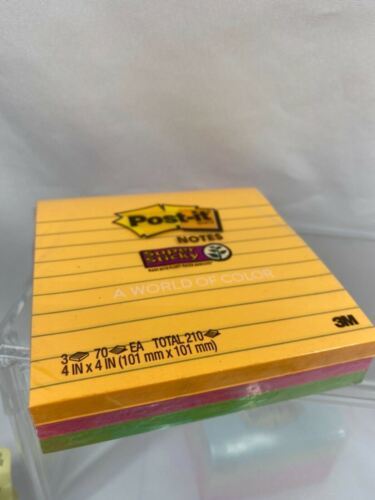 Post-it
NOTES
Super
Sticky
A WORLD OF COLOR
3 70 EA TOTAL 210
4 IN x 4 IN (101 mm x 101 mm)
3M